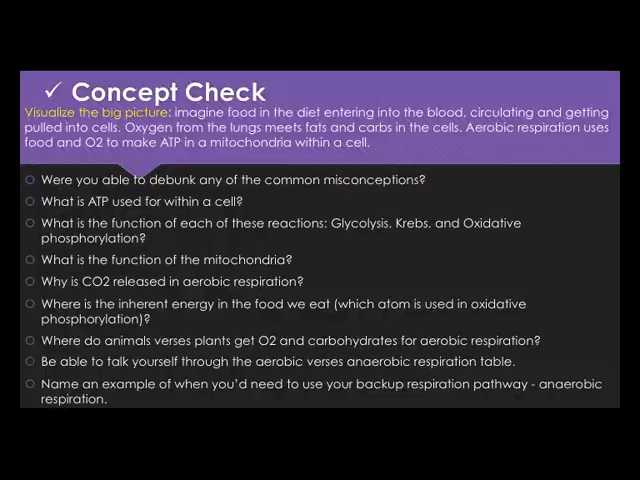 ✓ Concept Check
Visualize the big picture: imagine food in the diet entering into the blood, circulating and getting
pulled into cells. Oxygen from the lungs meets fats and carbs in the cells. Aerobic respiration uses
food and O2 to make ATP in a mitochondria within a cell.
○ Were you able to debunk any of the common misconceptions?
○ What is ATP used for within a cell?
○ What is the function of each of these reactions: Glycolysis, Krebs, and Oxidative
phosphorylation?
○ What is the function of the mitochondria?
○ Why is CO2 released in aerobic respiration?
○ Where is the inherent energy in the food we eat (which atom is used in oxidative
phosphorylation)?
○ Where do animals verses plants get O2 and carbohydrates for aerobic respiration?
○ Be able to talk yourself through the aerobic verses anaerobic respiration table.
○ Name an example of when you'd need to use your backup respiration pathway - anaerobic
respiration.